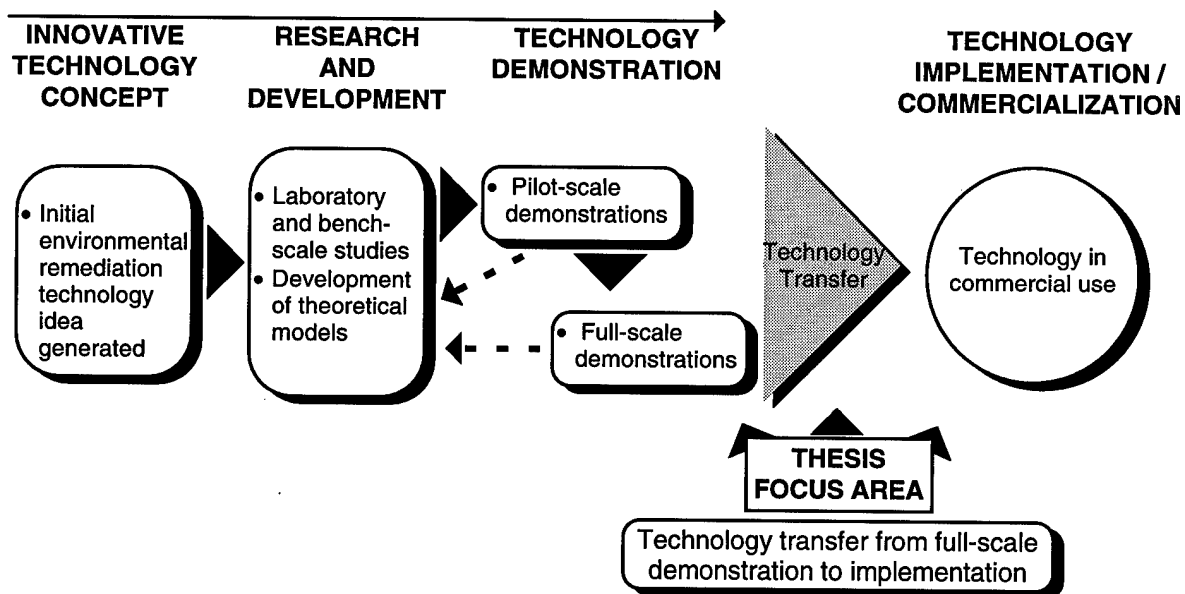 INNOVATIVE
TECHNOLOGY
CONCEPT
RESEARCH
AND
DEVELOPMENT
TECHNOLOGY
DEMONSTRATION
TECHNOLOGY
IMPLEMENTATION /
COMMERCIALIZATION
• Initial
environmental
remediation
technology
idea
generated
• Laboratory
and bench-
scale studies
• Development
of theoretical
models
• Pilot-scale
demonstrations
• Full-scale
demonstrations
Technology
Transfer
Technology in
commercial use
THESIS
FOCUS AREA
Technology transfer from full-scale
demonstration to implementation